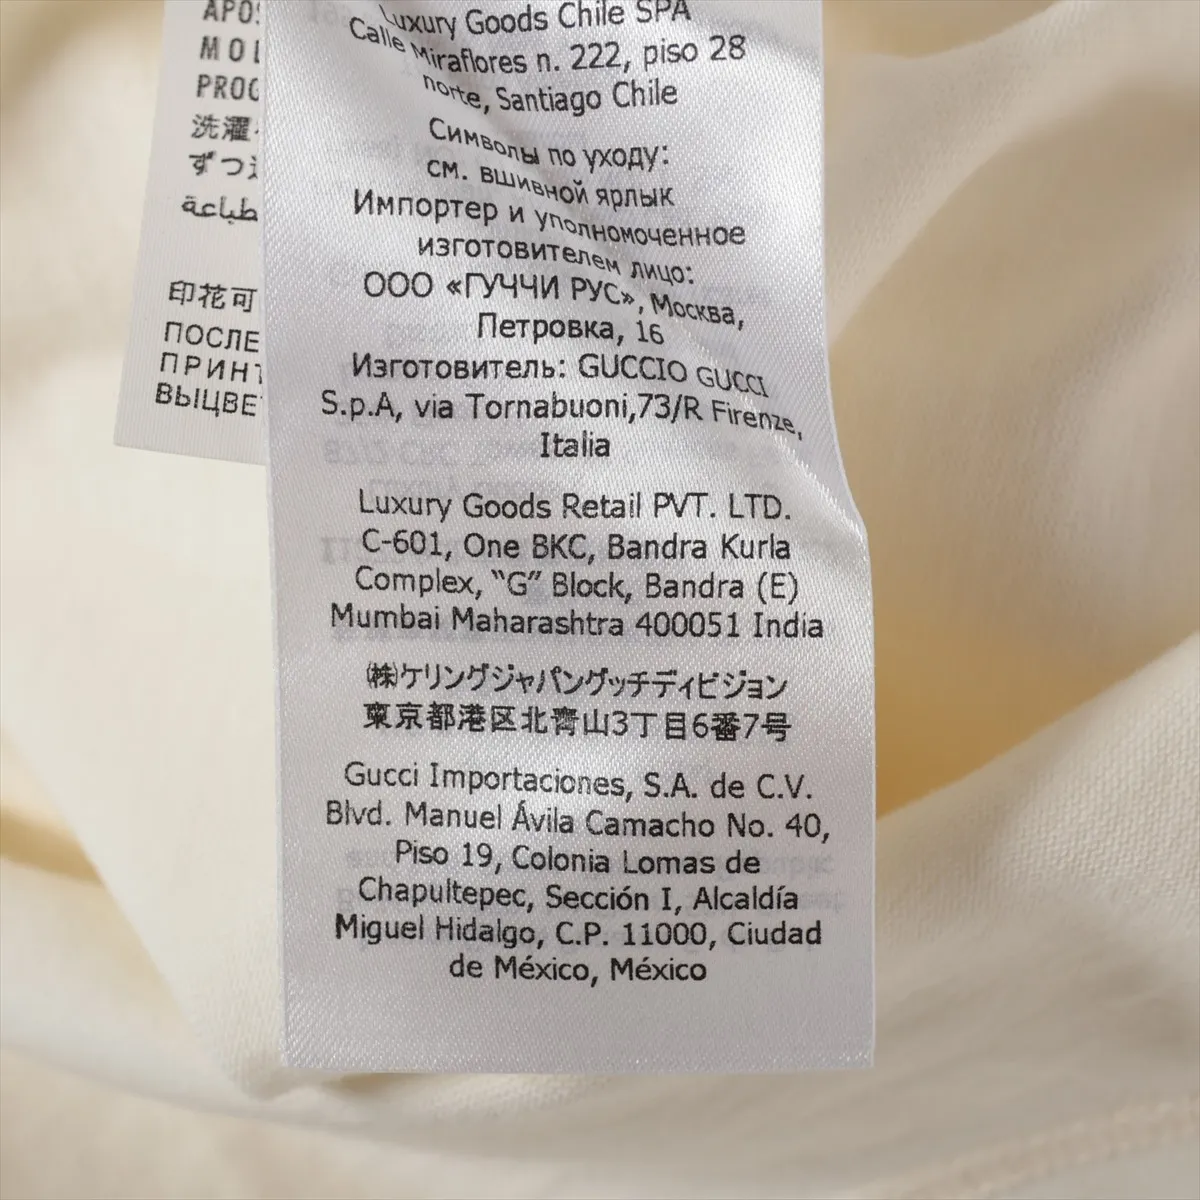 APOS
MOL
PROG
洗濯
ずつ
طباعة
印花可
ПОСЛЕ
ПРИНТ
ВЫЦВЕТ
Luxury Goods Chile SPA
Calle Miraflores n. 222, piso 28
norte, Santiago Chile
Символы по уходу:
см. вшивной ярлык
Импортер и уполномоченное
изготовителем лицо:
ООО «ГУЧЧИ РУС», Москва,
Петровка, 16
Изготовитель: GUCCIO GUCCI
S.p.A, via Tornabuoni,73/R Firenze,
Italia
Luxury Goods Retail PVT. LTD.
C-601, One BKC, Bandra Kurla
Complex, “G” Block, Bandra (E)
Mumbai Maharashtra 400051 India
㈱ケリングジャパングッチディビジョン
東京都港区北青山3丁目6番7号
Gucci Importaciones, S.A. de C.V.
Blvd. Manuel Ávila Camacho No. 40,
Piso 19, Colonia Lomas de
Chapultepec, Sección I, Alcaldía
Miguel Hidalgo, C.P. 11000, Ciudad
de México, México